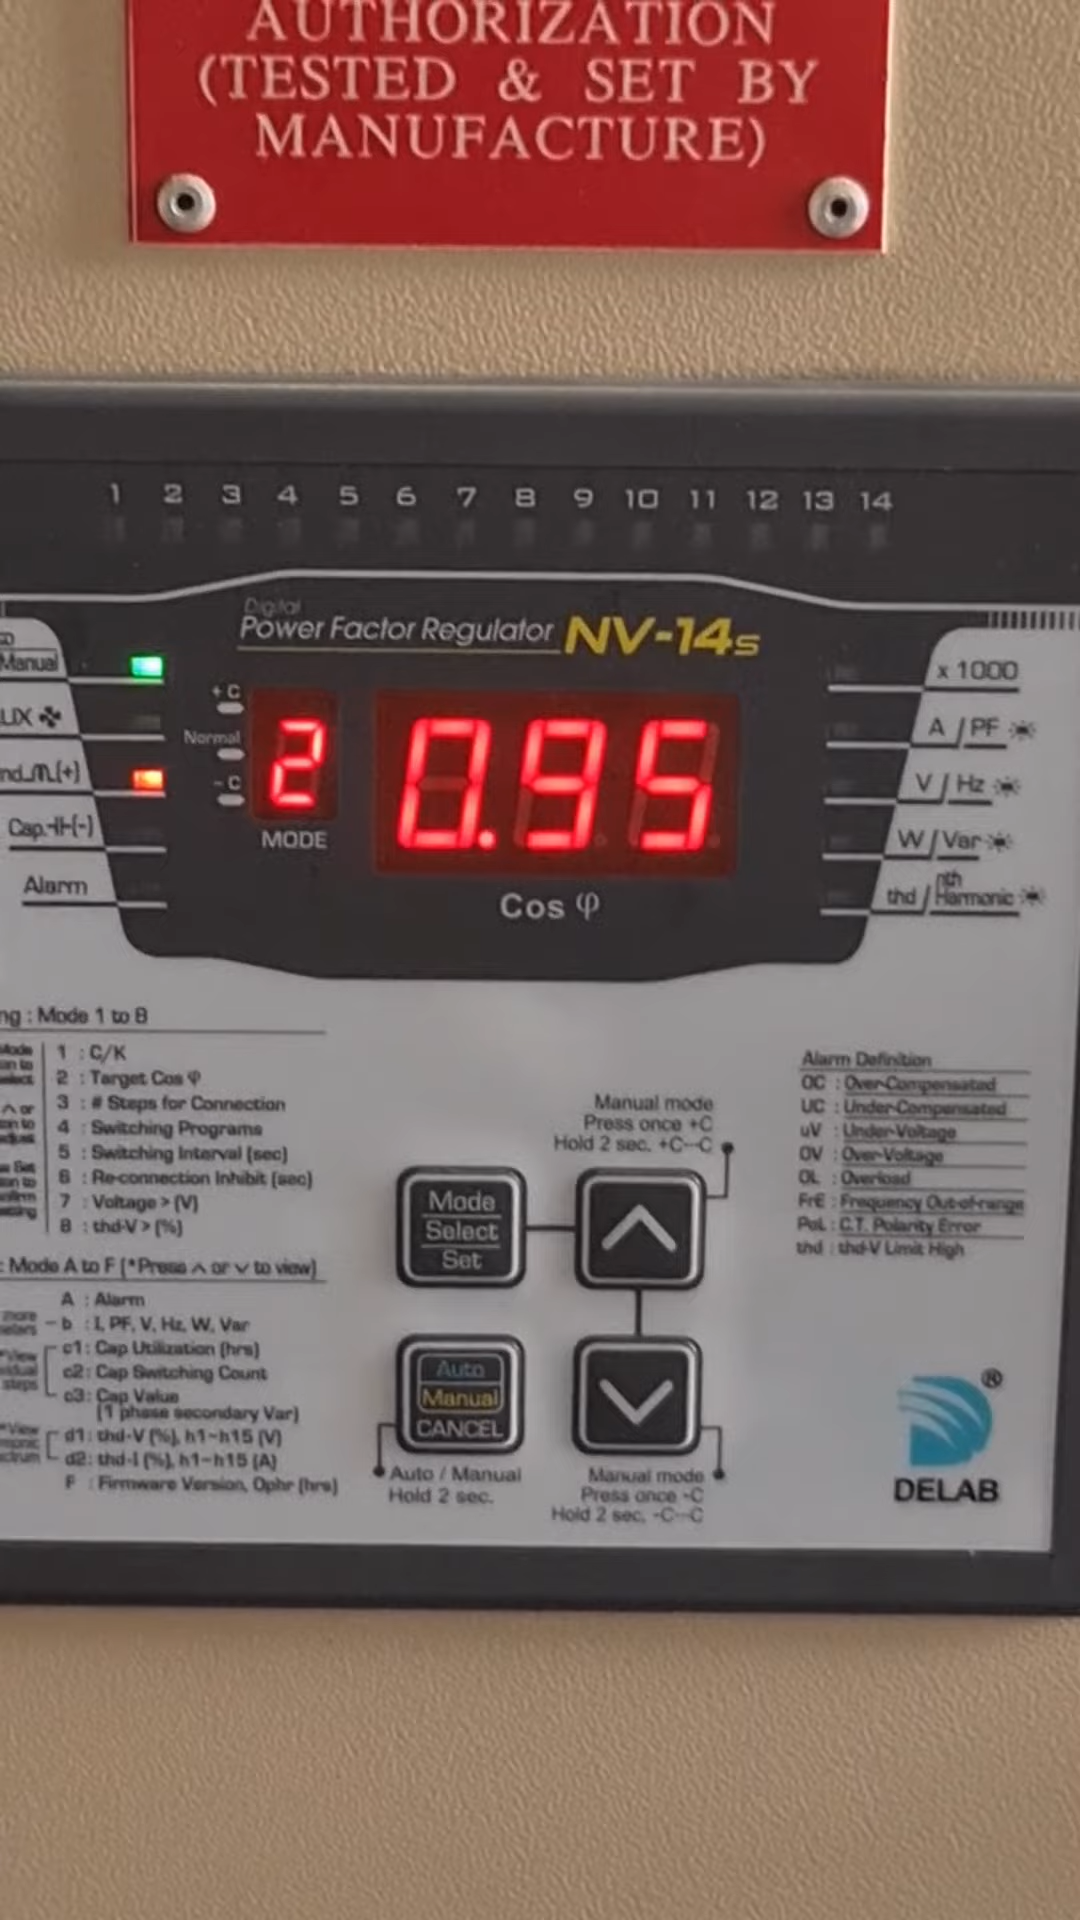 AUTHORIZATION
(TESTED & SET BY
MANUFACTURE)
1 2 3 4 5 6 7 8 9 10 11 12 13 14
Digital
Power Factor Regulator NV-14s
Manual
+C
Normal
-C
2
MODE
0.95
Cos φ
Cap.⊣⊢(-)
Alarm
x 1000
A / PF
V / Hz
W / Var
thd / nth Harmonic
: Mode 1 to 8
1 : C/K
2 : Target Cos φ
3 : # Steps for Connection
4 : Switching Programs
5 : Switching Interval (sec)
6 : Re-connection Inhibit (sec)
7 : Voltage > (V)
8 : thd-V > (%)
: Mode A to F (*Press ∧ or ∨ to view)
A : Alarm
b : I, PF, V, Hz, W, Var
c1: Cap Utilization (hrs)
c2: Cap Switching Count
c3: Cap Value
(1 phase secondary Var)
d1: thd-V (%), h1~h15 (V)
d2: thd-I (%), h1~h15 (A)
F : Firmware Version, Ophr (hrs)
Manual mode
Press once +C
Hold 2 sec. +C---C
Mode
Select
Set
Auto
Manual
CANCEL
Auto / Manual
Hold 2 sec.
Manual mode
Press once -C
Hold 2 sec. -C---C
Alarm Definition
OC : Over-Compensated
UC : Under-Compensated
uV : Under-Voltage
OV : Over-Voltage
OL : Overload
FrE : Frequency Out-of-range
PoL : C.T. Polarity Error
thd : thd-V Limit High
®
DELAB